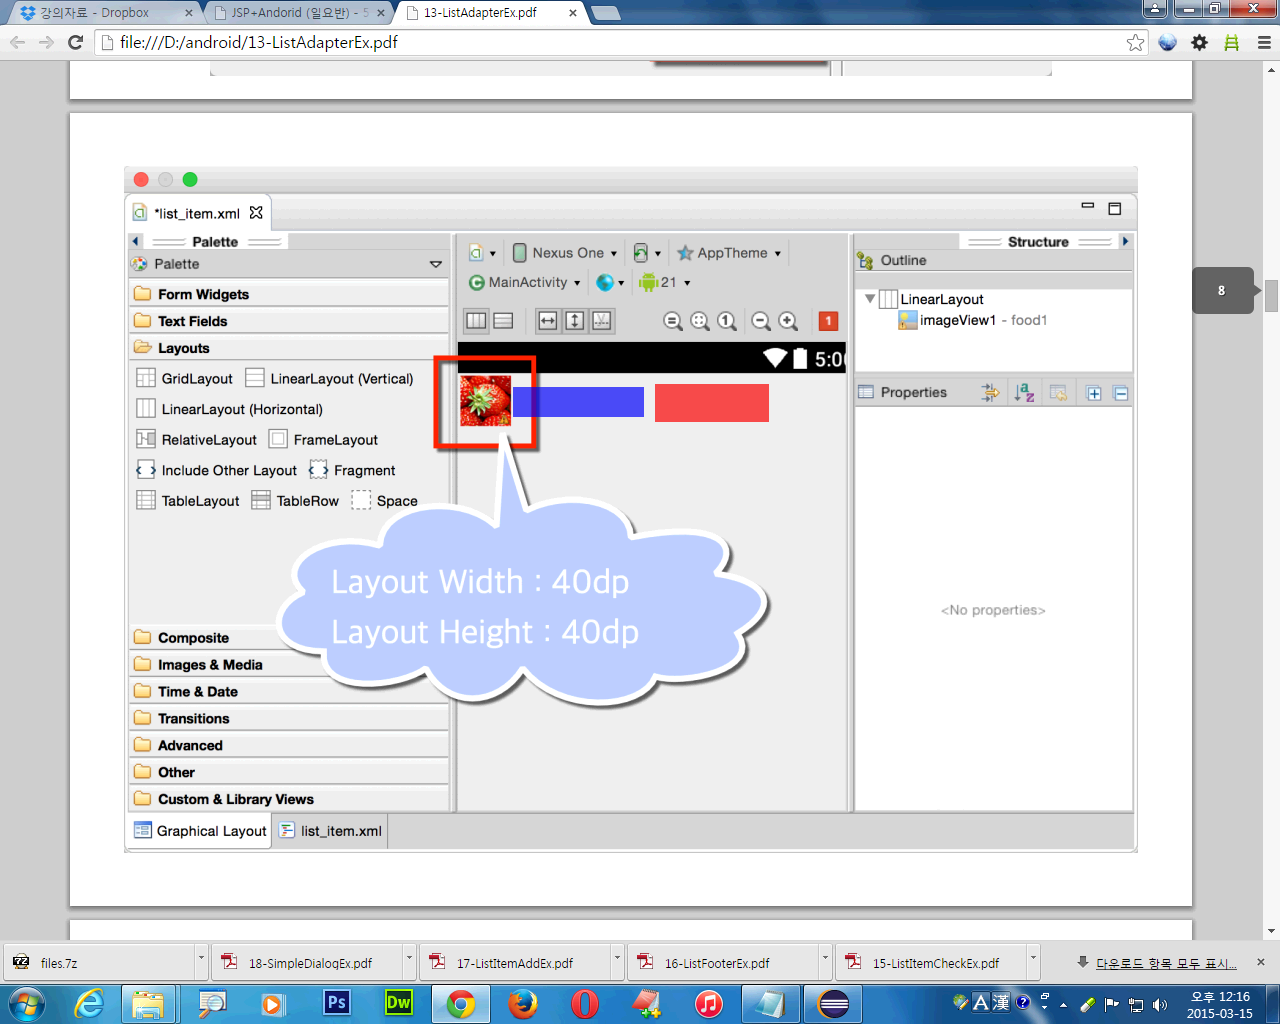 강의자료 - Dropbox
JSP+Andorid (일요반) - 5
13-ListAdapterEx.pdf
file:///D:/android/13-ListAdapterEx.pdf
*list_item.xml
Palette
Structure
Palette
Nexus One
AppTheme
Outline
MainActivity
21
Form Widgets
LinearLayout
imageView1 - food1
Text Fields
1
1
Layouts
5:00
GridLayout
LinearLayout (Vertical)
Properties
LinearLayout (Horizontal)
RelativeLayout
FrameLayout
Include Other Layout
Fragment
TableLayout
TableRow
Space
Layout Width : 40dp
Layout Height : 40dp
<No properties>
8
Composite
Images & Media
Time & Date
Transitions
Advanced
Other
Custom & Library Views
Graphical Layout
list_item.xml
files.7z
18-SimpleDialogEx.pdf
17-ListItemAddEx.pdf
16-ListFooterEx.pdf
15-ListItemCheckEx.pdf
다운로드 항목 모두 표시...
Ps
Dw
A 漢
오후 12:16
2015-03-15